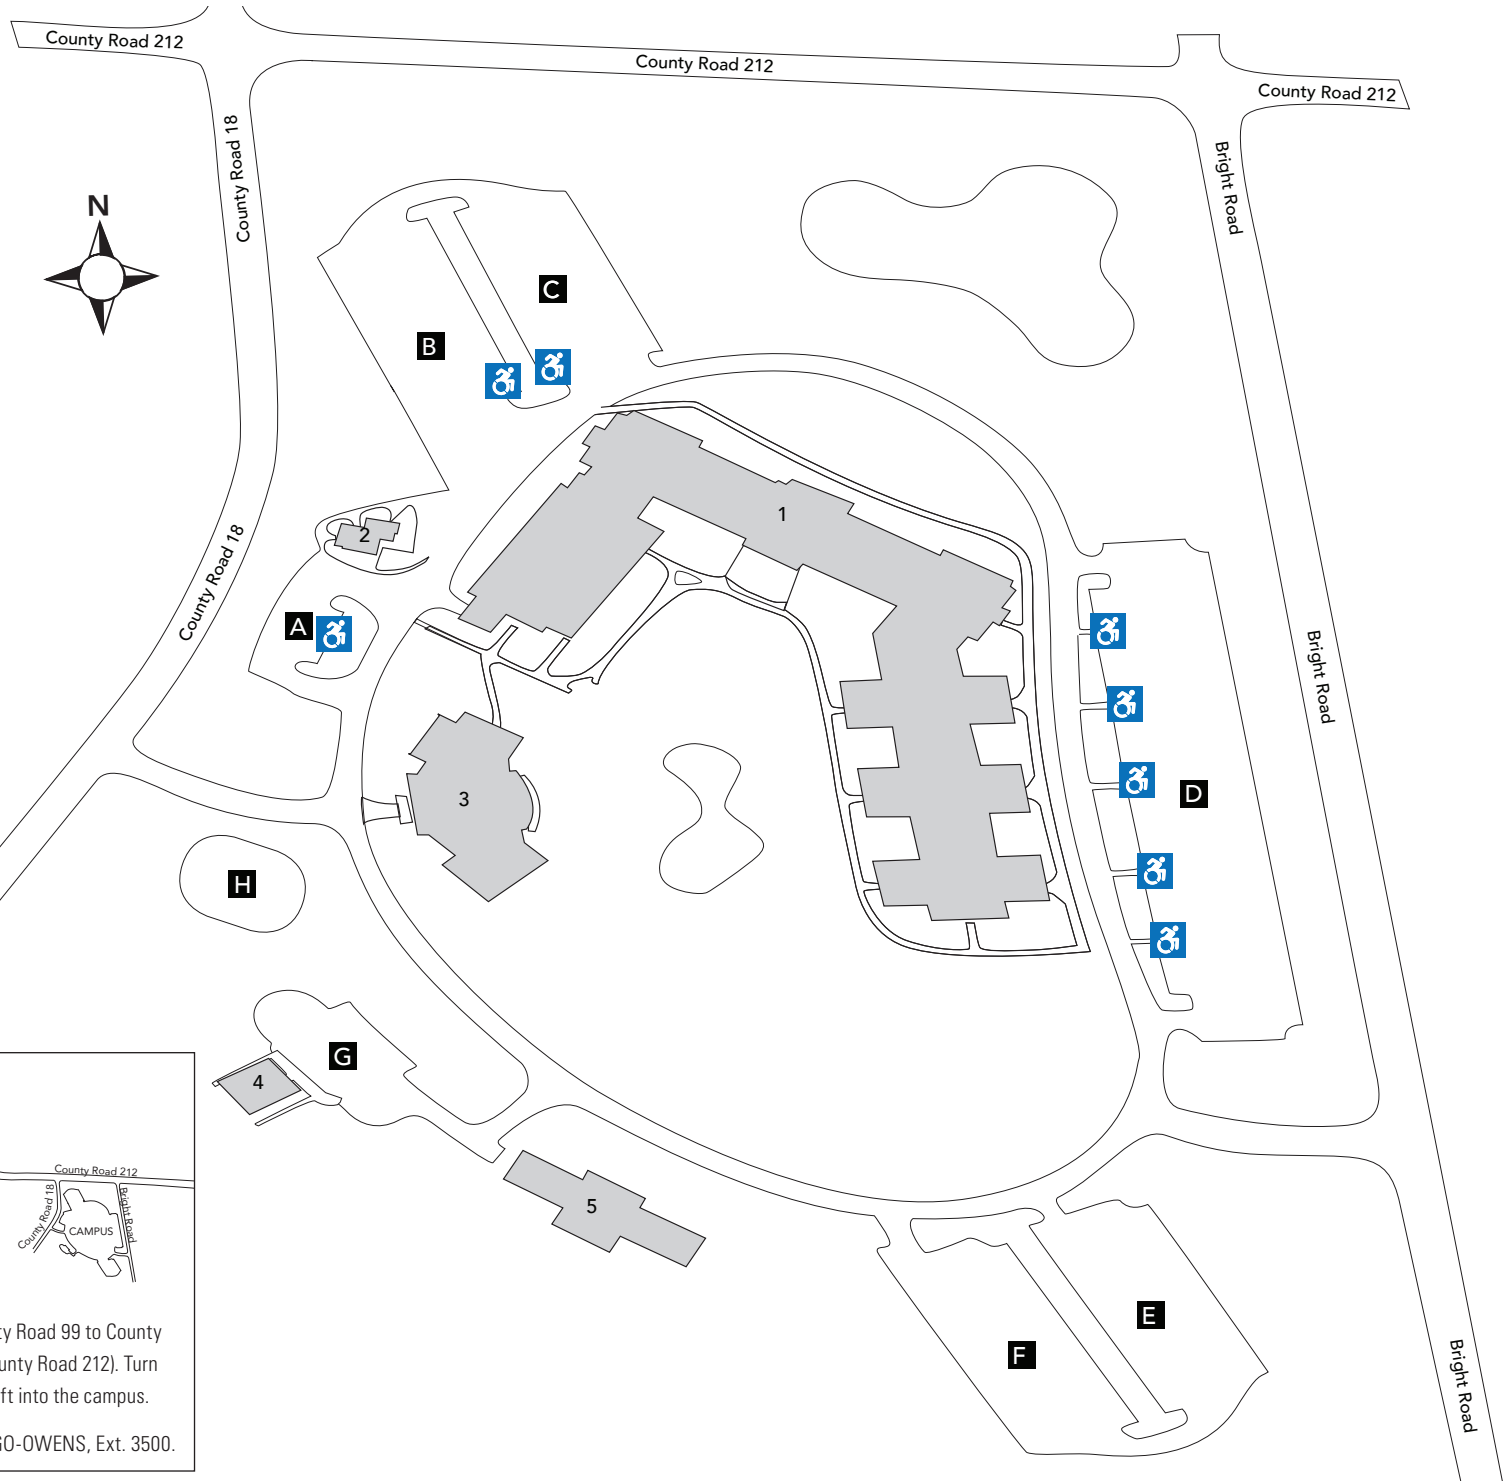 County Road 212
County Road 212
County Road 212
County Road 18
Bright Road
N
C
B
1
2
County Road 18
A
Bright Road
D
3
H
G
4
5
E
F
Bright Road
County Road 212
County Road 18
Bright Road
CAMPUS
ty Road 99 to County
unty Road 212). Turn
ft into the campus.
GO-OWENS, Ext. 3500.